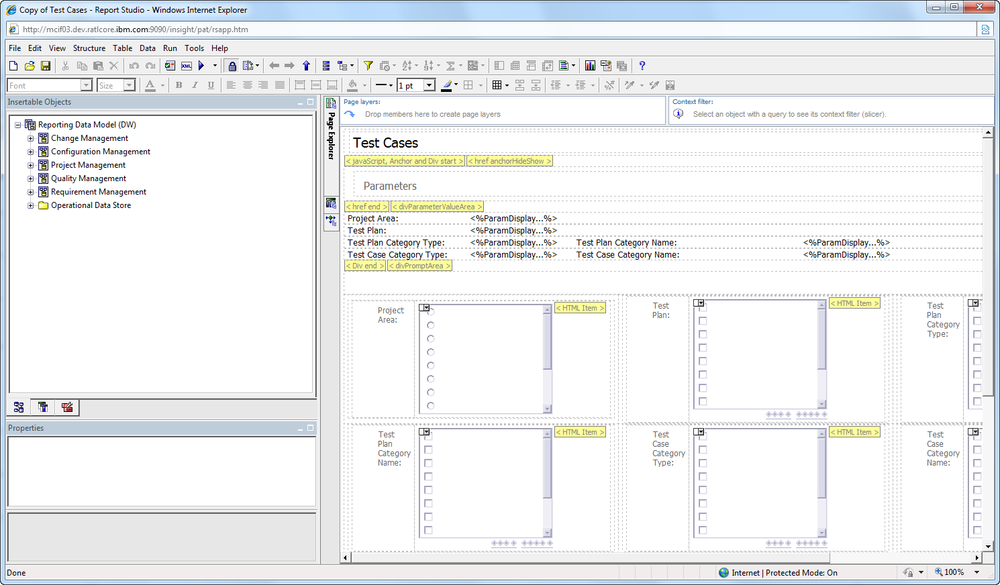 Copy of Test Cases - Report Studio - Windows Internet Explorer
http://mcif03.dev.ratlcore.ibm.com:9090/insight/pat/rsapp.htm
File Edit View Structure Table Data Run Tools Help
XML
Font Size A B I U 1 pt
Insertable Objects
Reporting Data Model (DW)
Change Management
Configuration Management
Project Management
Quality Management
Requirement Management
Operational Data Store
Properties
Page Explorer
Page layers:
Drop members here to create page layers
Context filter:
Select an object with a query to see its context filter (slicer).
Test Cases
< javaScript, Anchor and Div start > < href anchorHideShow >
Parameters
< href end > < divParameterValueArea >
Project Area: <%ParamDisplay...%>
Test Plan: <%ParamDisplay...%>
Test Plan Category Type: <%ParamDisplay...%> Test Plan Category Name: <%ParamDisplay...%>
Test Case Category Type: <%ParamDisplay...%> Test Case Category Name: <%ParamDisplay...%>
< Div end > < divPromptArea >
Project
Area:
< HTML Item >
Test
Plan:
< HTML Item >
Test
Plan
Category
Type:
Test
Plan
Category
Name:
< HTML Item >
Test
Case
Category
Type:
< HTML Item >
Test
Case
Category
Name:
Done
Internet | Protected Mode: On
100%